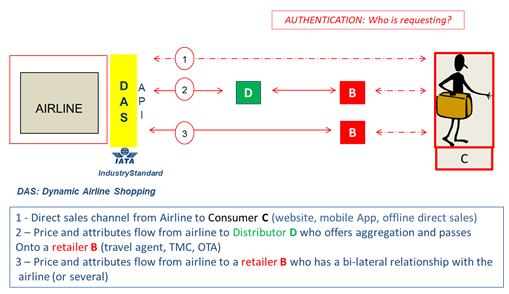 AUTHENTICATION: Who is requesting?
1
AIRLINE
D
A
S
A
P
I
2
D
B
3
B
C
IATA
IndustryStandard
DAS: Dynamic Airline Shopping
1 - Direct sales channel from Airline to Consumer C (website, mobile App, offline direct sales)
2 – Price and attributes flow from airline to Distributor D who offers aggregation and passes
Onto a retailer B (travel agent, TMC, OTA)
3 – Price and attributes flow from airline to a retailer B who has a bi-lateral relationship with the
airline (or several)